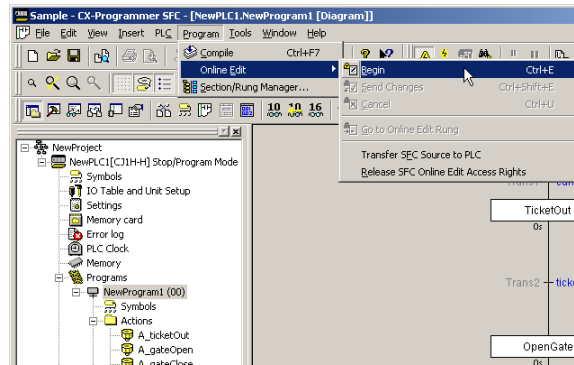 Sample - CX-Programmer SFC - [NewPLC1.NewProgram1 [Diagram]]
File Edit View Insert PLC Program Tools Window Help
Compile Ctrl+F7
Online Edit
Section/Rung Manager...
Begin Ctrl+E
Send Changes Ctrl+Shift+E
Cancel Ctrl+U
Go to Online Edit Rung
Transfer SFC Source to PLC
Release SFC Online Edit Access Rights
10 10 16
NewProject
NewPLC1[CJ1H-H] Stop/Program Mode
Symbols
IO Table and Unit Setup
Settings
Memory card
Error log
PLC Clock
Memory
Programs
NewProgram1 (00)
Symbols
Actions
A_ticketOut
A_gateOpen
A_gateClose
TicketOut
0s
Trans2
OpenGate
0s